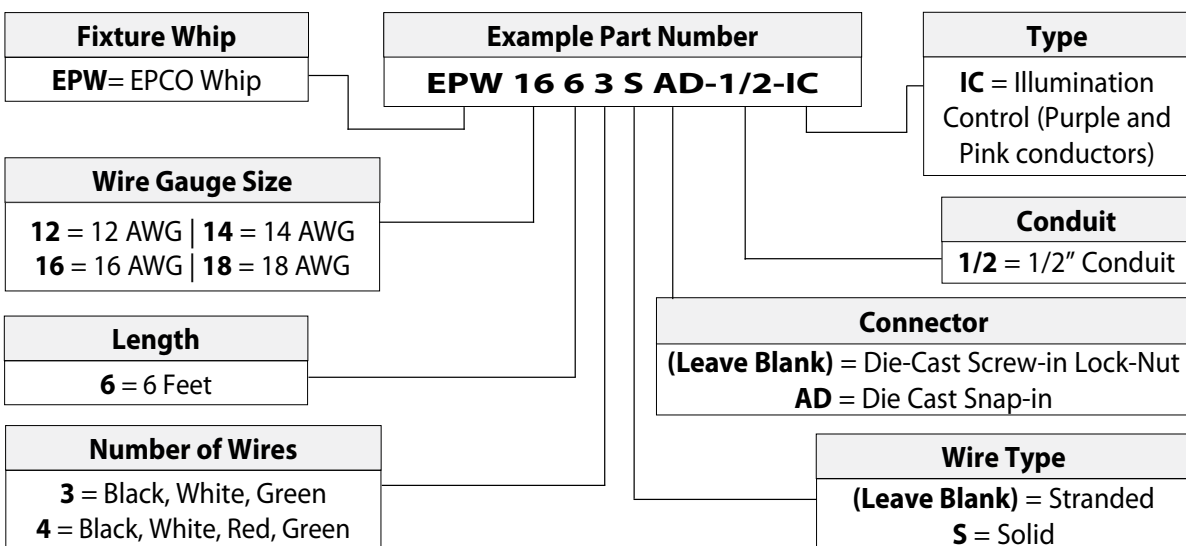 Fixture Whip
EPW= EPCO Whip
Example Part Number
EPW 16 6 3 S AD-1/2-IC
Type
IC = Illumination
Control (Purple and
Pink conductors)
Wire Gauge Size
12 = 12 AWG | 14 = 14 AWG
16 = 16 AWG | 18 = 18 AWG
Conduit
1/2 = 1/2” Conduit
Length
6 = 6 Feet
Connector
(Leave Blank) = Die-Cast Screw-in Lock-Nut
AD = Die Cast Snap-in
Number of Wires
3 = Black, White, Green
4 = Black, White, Red, Green
Wire Type
(Leave Blank) = Stranded
S = Solid